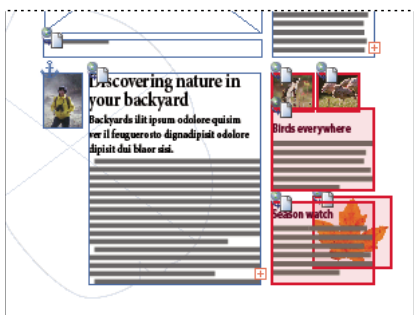 Discovering nature in
your backyard
Backyards ilit ipsum odolore quisim
ver il feuguerosto dignadipisit odolore
dipisit dui blaor sisi.
Birds everywhere
Season watch